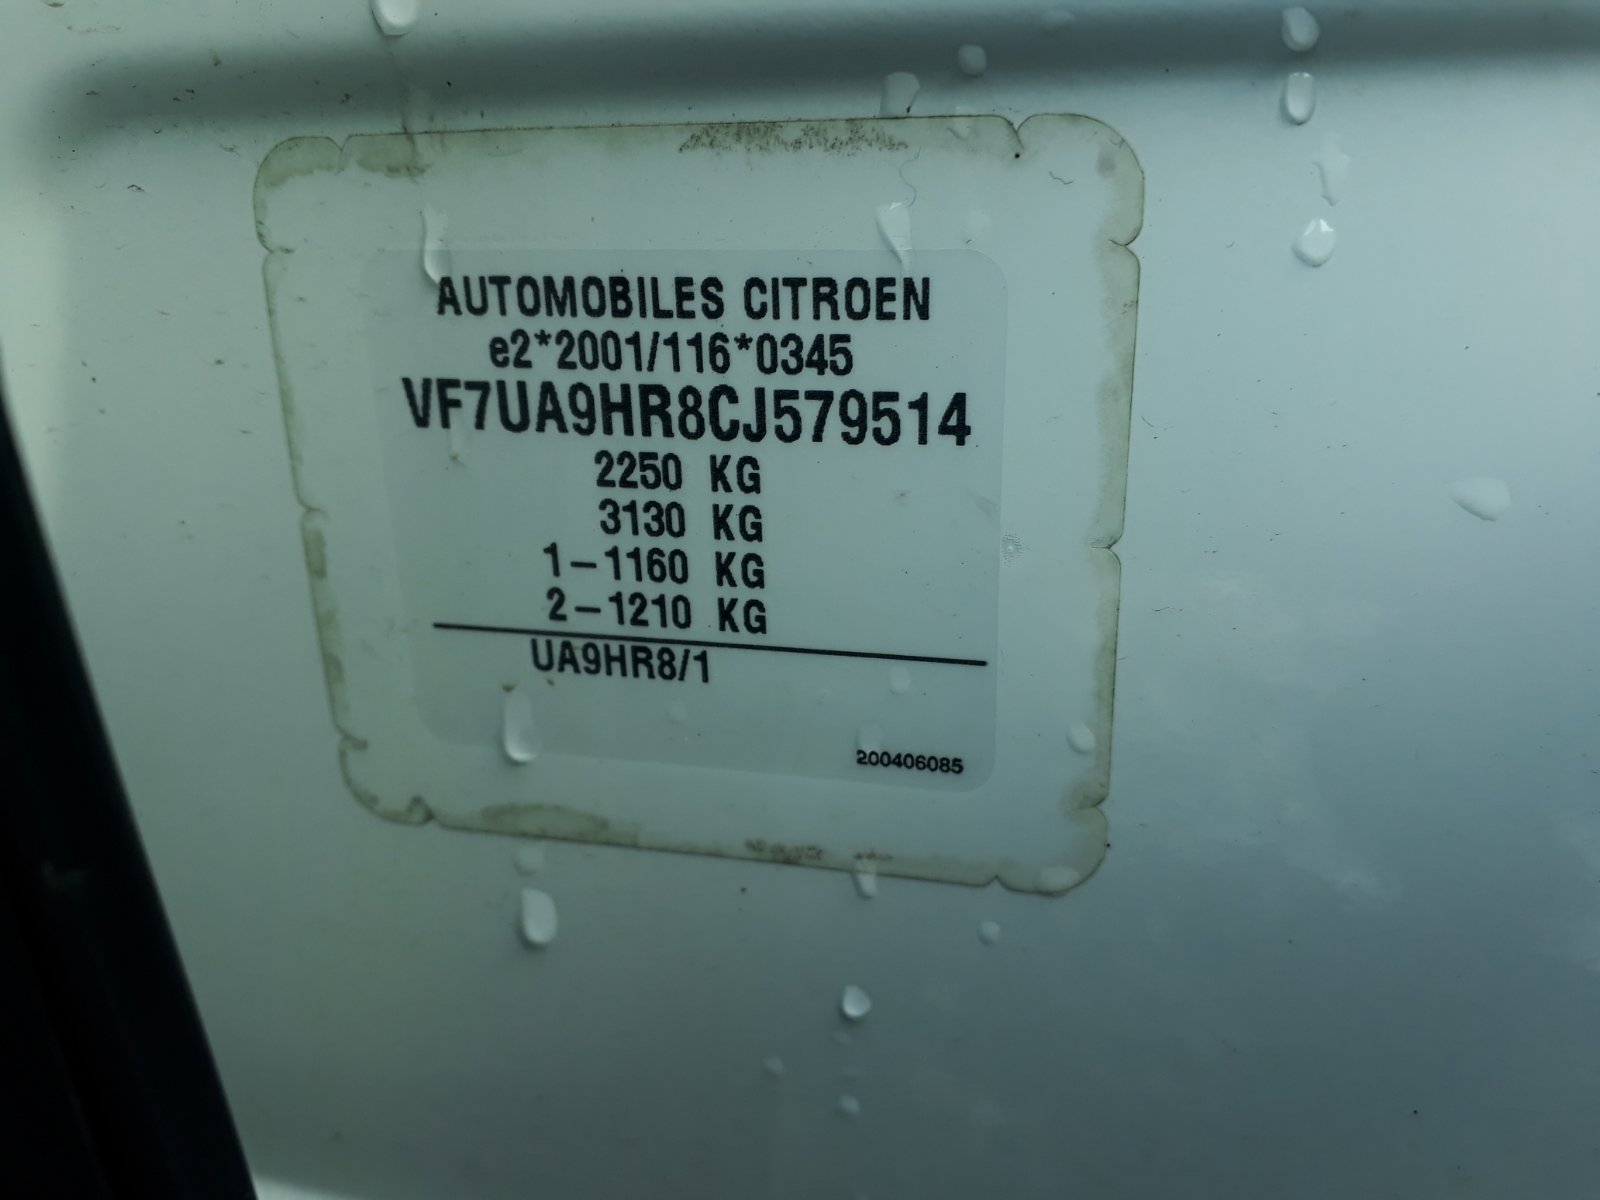 AUTOMOBILES CITROEN
e2*2001/116*0345
VF7UA9HR8CJ579514
2250 KG
3130 KG
1-1160 KG
2-1210 KG
UA9HR8/1
200406085